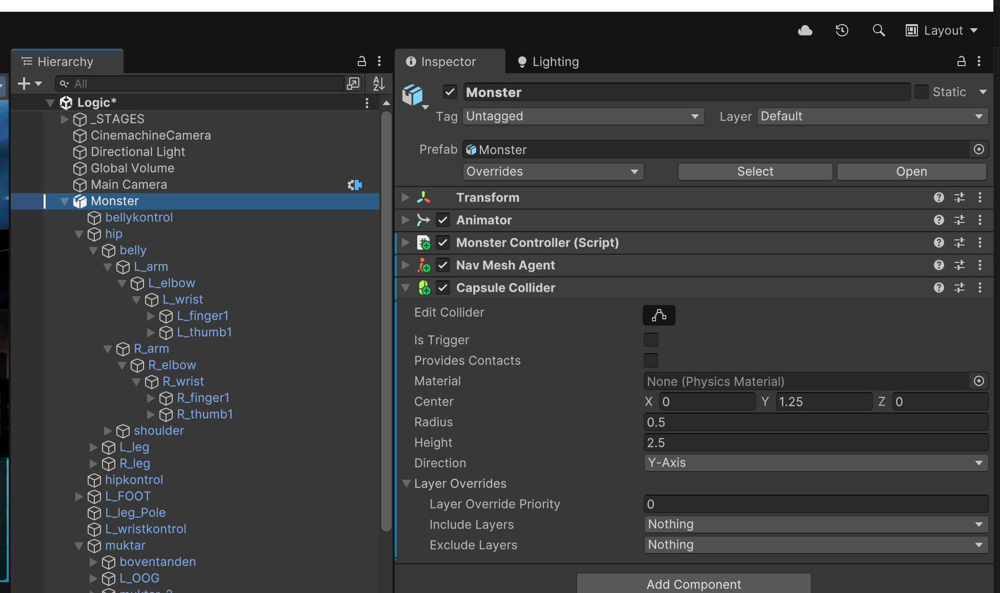 Layout
Hierarchy
All
Logic*
_STAGES
CinemachineCamera
Directional Light
Global Volume
Main Camera
Monster
bellykontrol
hip
belly
L_arm
L_elbow
L_wrist
L_finger1
L_thumb1
R_arm
R_elbow
R_wrist
R_finger1
R_thumb1
shoulder
L_leg
R_leg
hipkontrol
L_FOOT
L_leg_Pole
L_wristkontrol
muktar
boventanden
L_OOG
Inspector Lighting
Monster Static
Tag Untagged Layer Default
Prefab Monster
Overrides Select Open
Transform
Animator
Monster Controller (Script)
Nav Mesh Agent
Capsule Collider
Edit Collider
Is Trigger
Provides Contacts
Material None (Physics Material)
Center X 0 Y 1.25 Z 0
Radius 0.5
Height 2.5
Direction Y-Axis
Layer Overrides
Layer Override Priority 0
Include Layers Nothing
Exclude Layers Nothing
Add Component